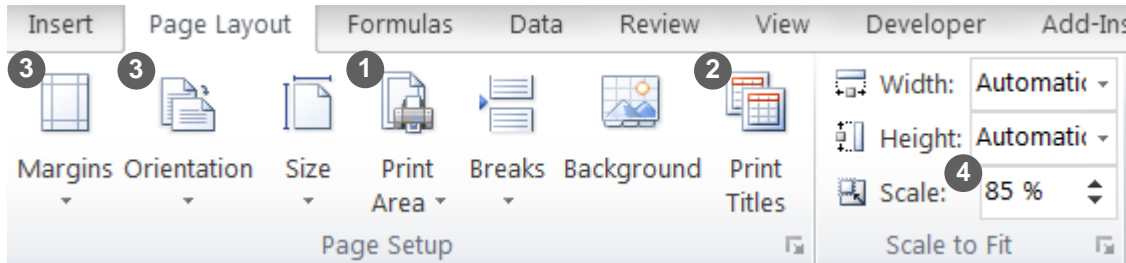 Insert Page Layout Formulas Data Review View Developer Add-Ins
3 3 1 2
Width: Automatic
Height: Automatic
4
Scale: 85 %
Margins Orientation Size Print Area Breaks Background Print Titles
Page Setup Scale to Fit